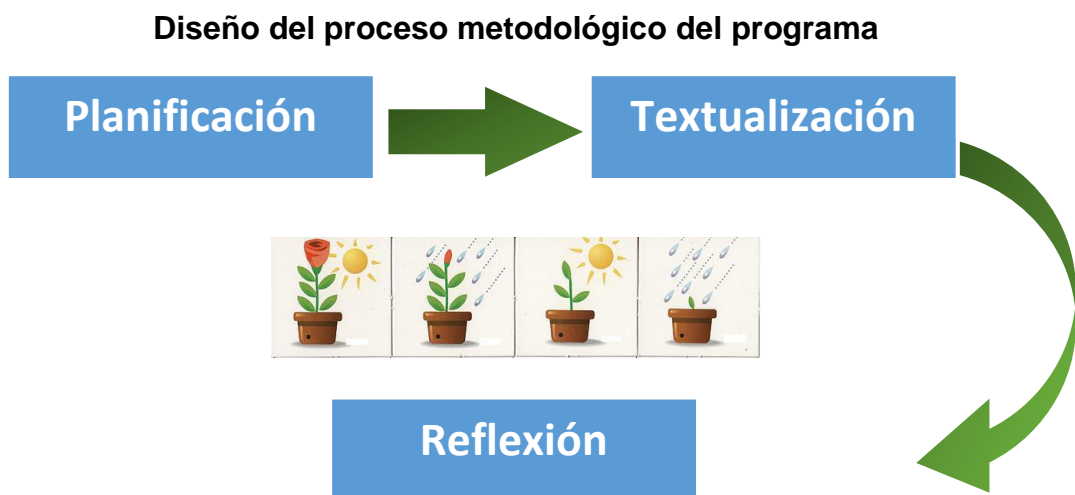 Diseño del proceso metodológico del programa
Planificación
Textualización
Reflexión